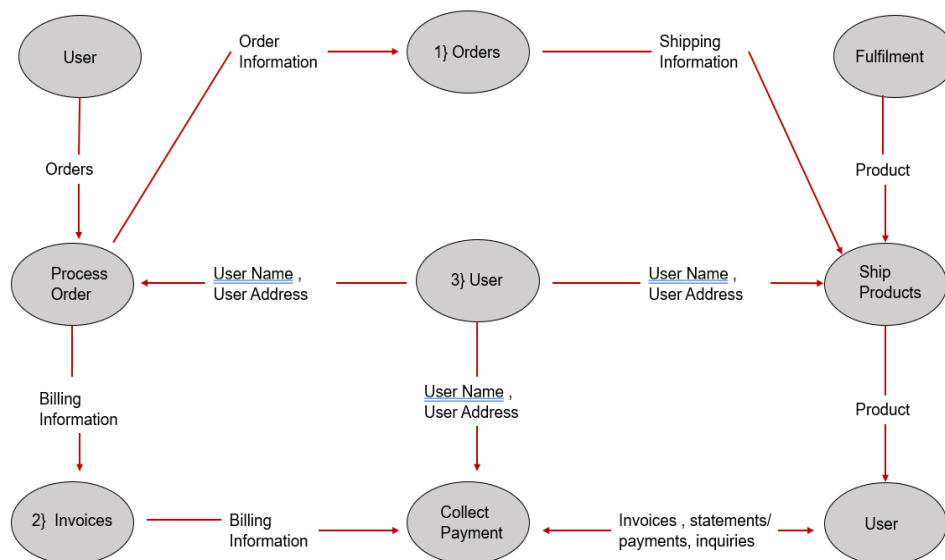 User
Order
Information
1} Orders
Shipping
Information
Fulfilment
Orders
Product
Process
Order
User Name ,
User Address
3} User
User Name ,
User Address
Ship
Products
Billing
Information
User Name ,
User Address
Product
2} Invoices
Billing
Information
Collect
Payment
Invoices , statements/
payments, inquiries
User